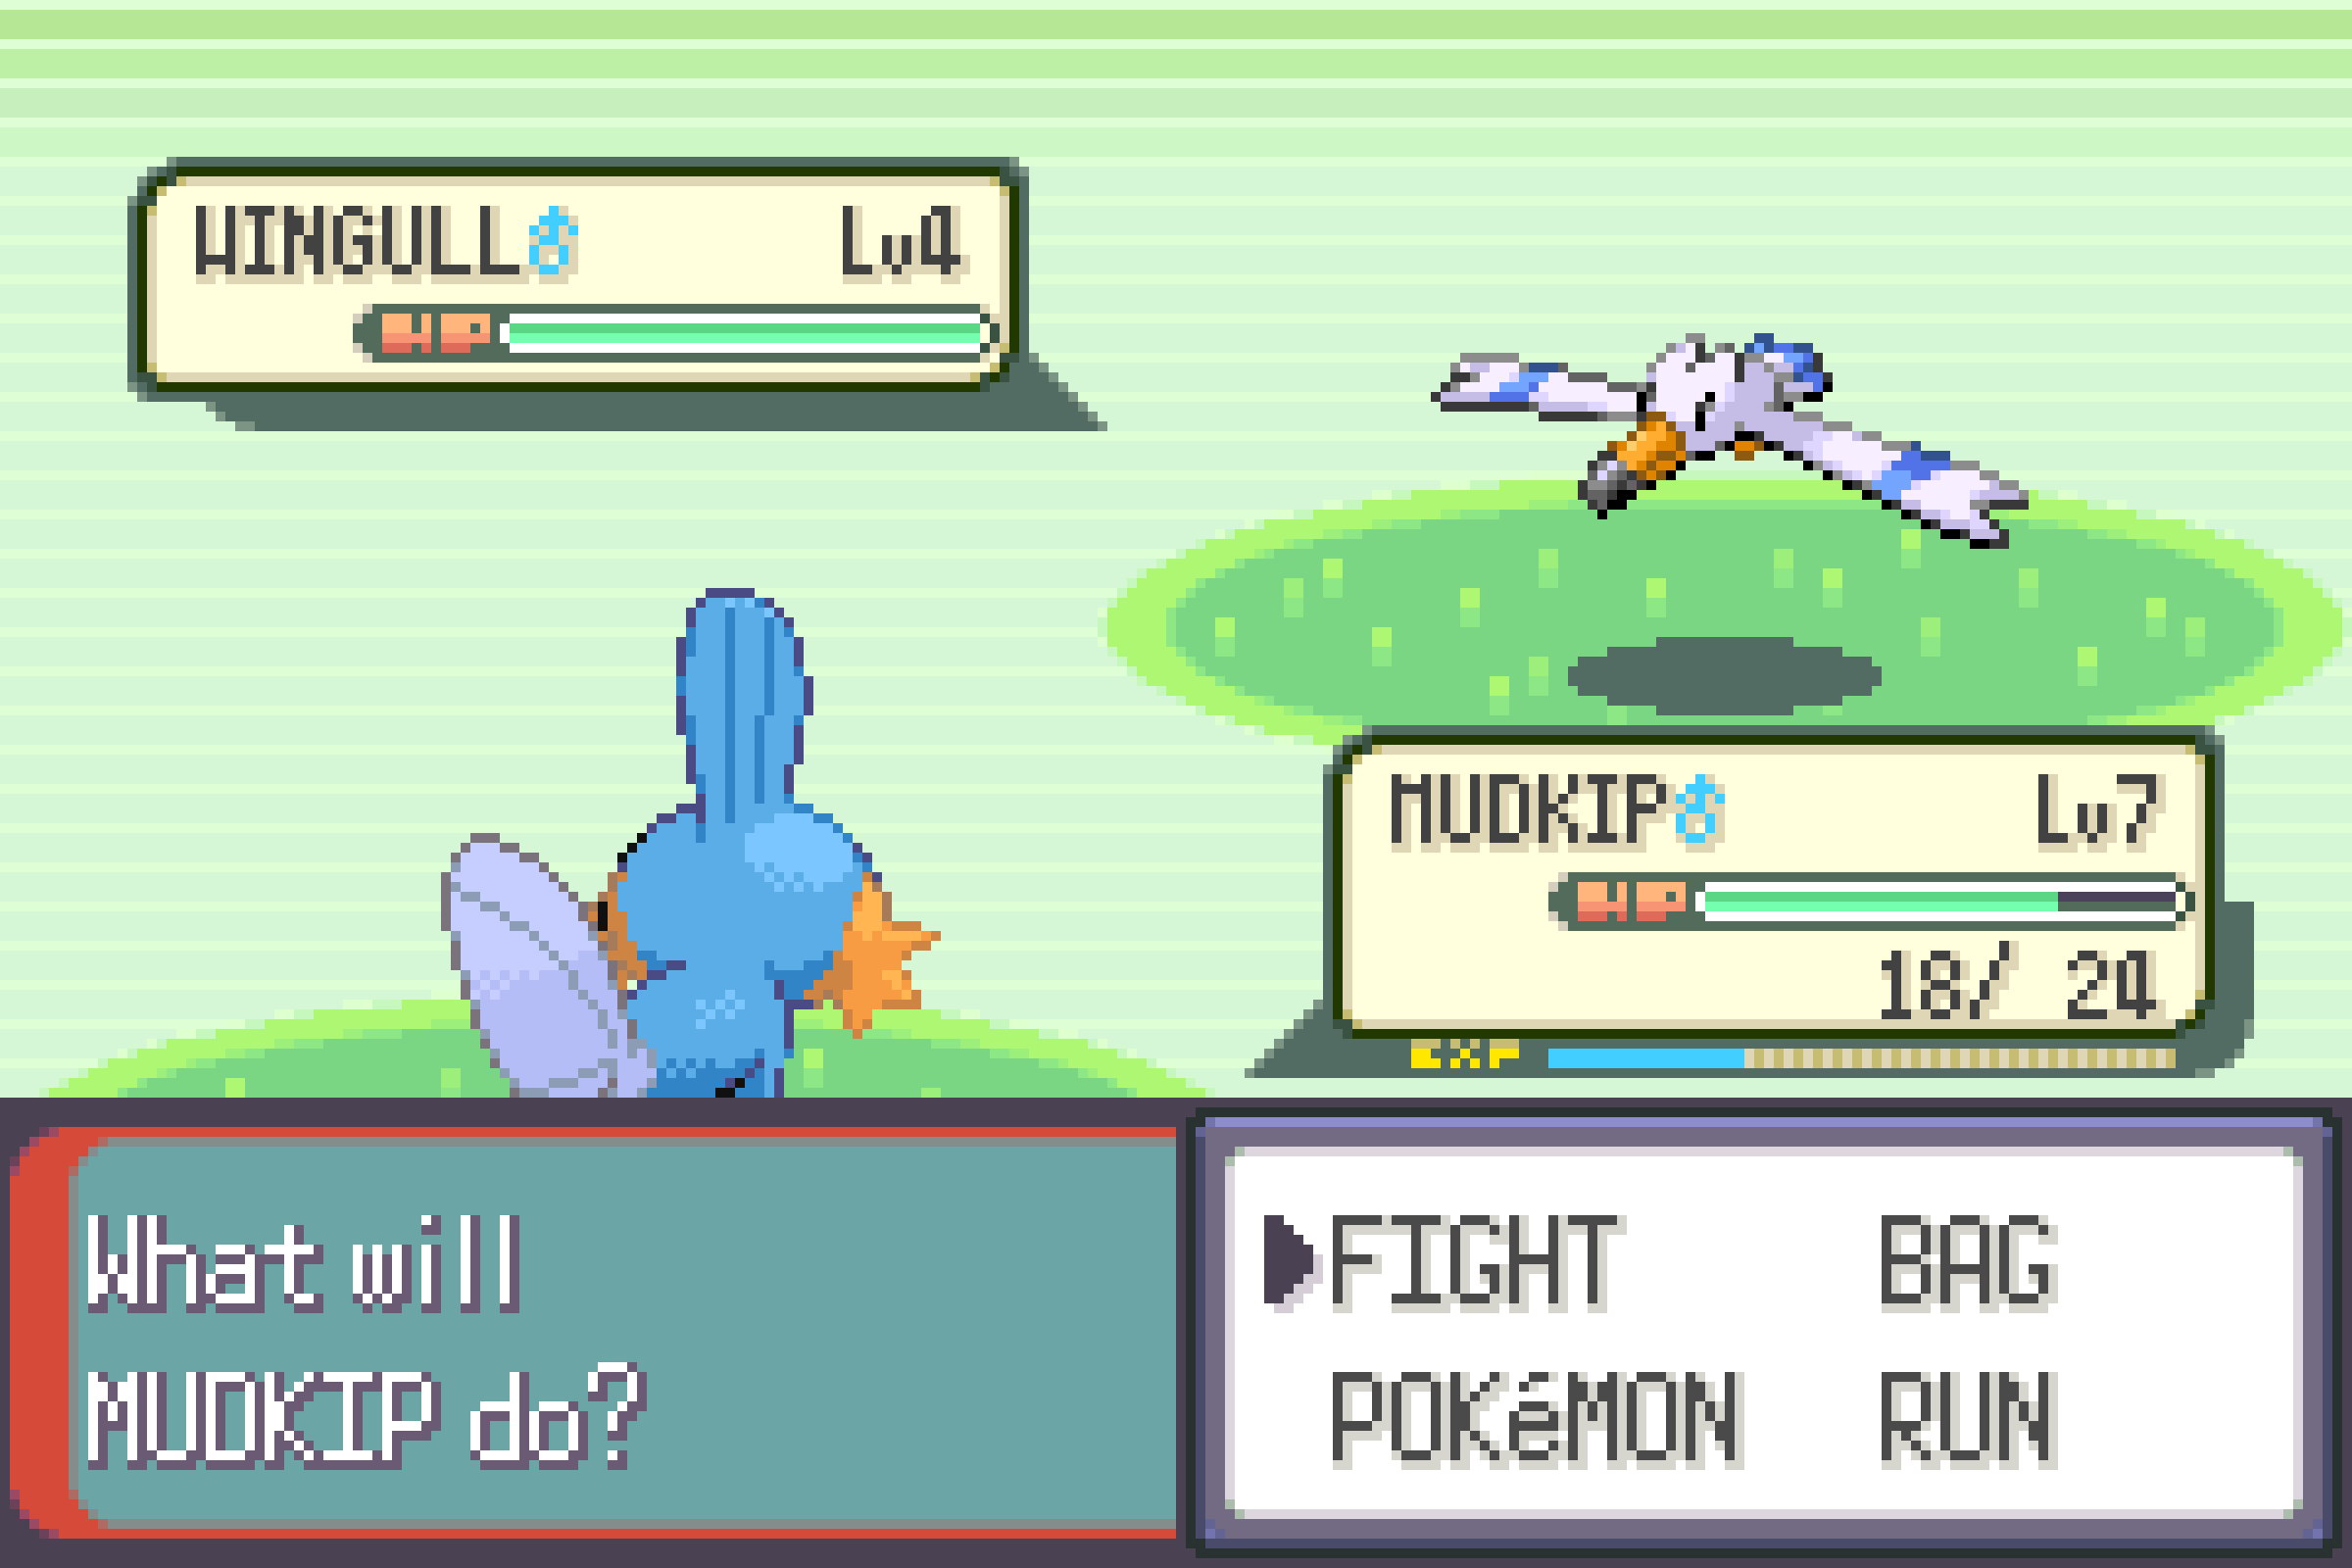 WINGULL♂ Lv4
HP
MUDKIP♂ Lv7
HP
18/ 24
EXP
What will
MUDKIP do?
▶FIGHT BAG
POKéMON RUN